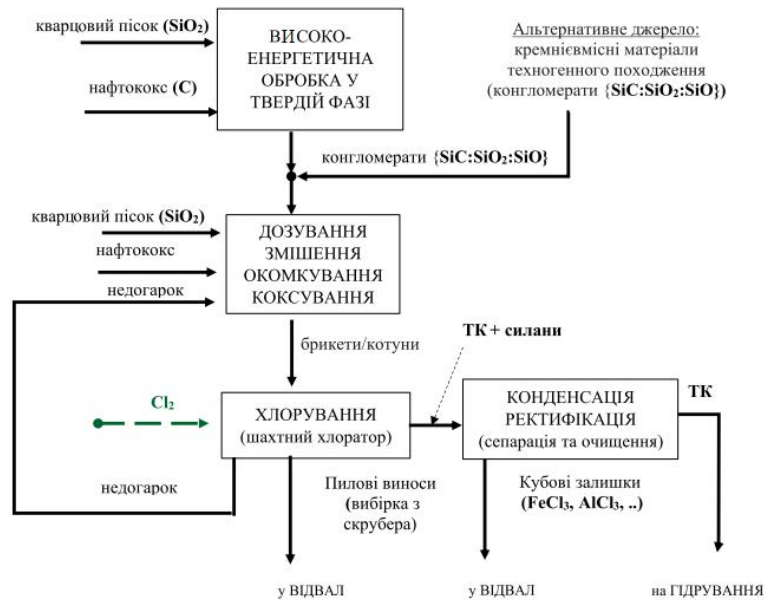 кварцовий пісок (SiO₂)
нафтококс (C)
ВИСОКО-
ЕНЕРГЕТИЧНА
ОБРОБКА У
ТВЕРДІЙ ФАЗІ
Альтернативне джерело:
кремнієвмісні матеріали
техногенного походження
(конгломерати {SiC:SiO₂:SiO})
конгломерати {SiC:SiO₂:SiO}
кварцовий пісок (SiO₂)
нафтококс
недогарок
ДОЗУВАННЯ
ЗМІШЕННЯ
ОКОМКУВАННЯ
КОКСУВАННЯ
брикети/котуни
ТК + силани
Cl₂
ХЛОРУВАННЯ
(шахтний хлоратор)
КОНДЕНСАЦІЯ
РЕКТИФІКАЦІЯ
(сепарація та очищення)
ТК
недогарок
Пилові виноси
(вибірка з
скрубера)
Кубові залишки
(FeCl₃, AlCl₃, ..)
у ВІДВАЛ
у ВІДВАЛ
на ГІДРУВАННЯ